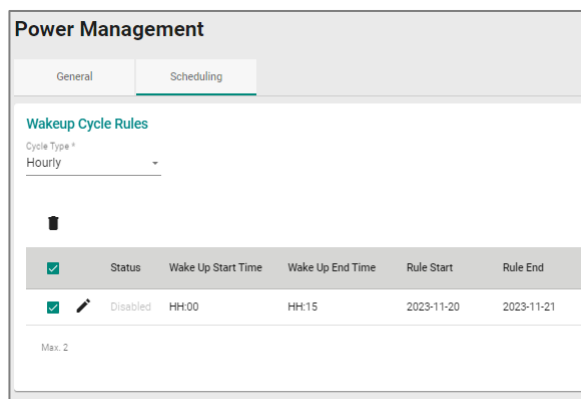 Power Management
General Scheduling
Wakeup Cycle Rules
Cycle Type *
Hourly
Status Wake Up Start Time Wake Up End Time Rule Start Rule End
Disabled HH:00 HH:15 2023-11-20 2023-11-21
Max. 2